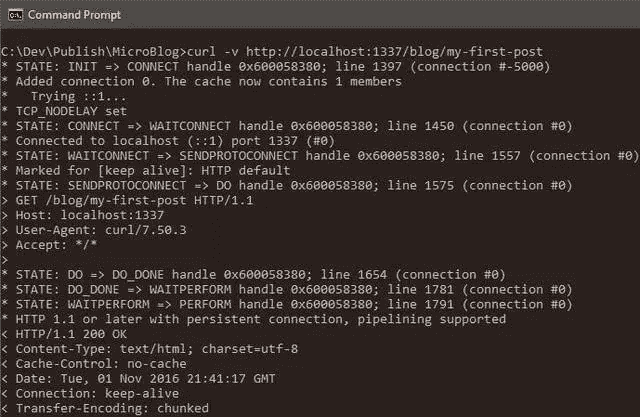 Command Prompt
C:\Dev\Publish\MicroBlog>curl -v http://localhost:1337/blog/my-first-post
* STATE: INIT => CONNECT handle 0x600058380; line 1397 (connection #-5000)
* Added connection 0. The cache now contains 1 members
*   Trying ::1...
* TCP_NODELAY set
* STATE: CONNECT => WAITCONNECT handle 0x600058380; line 1450 (connection #0)
* Connected to localhost (::1) port 1337 (#0)
* STATE: WAITCONNECT => SENDPROTOCONNECT handle 0x600058380; line 1557 (connection #0)
* Marked for [keep alive]: HTTP default
* STATE: SENDPROTOCONNECT => DO handle 0x600058380; line 1575 (connection #0)
> GET /blog/my-first-post HTTP/1.1
> Host: localhost:1337
> User-Agent: curl/7.50.3
> Accept: */*
>
* STATE: DO => DO_DONE handle 0x600058380; line 1654 (connection #0)
* STATE: DO_DONE => WAITPERFORM handle 0x600058380; line 1781 (connection #0)
* STATE: WAITPERFORM => PERFORM handle 0x600058380; line 1791 (connection #0)
* HTTP 1.1 or later with persistent connection, pipelining supported
< HTTP/1.1 200 OK
< Content-Type: text/html; charset=utf-8
< Cache-Control: no-cache
< Date: Tue, 01 Nov 2016 21:41:17 GMT
< Connection: keep-alive
< Transfer-Encoding: chunked